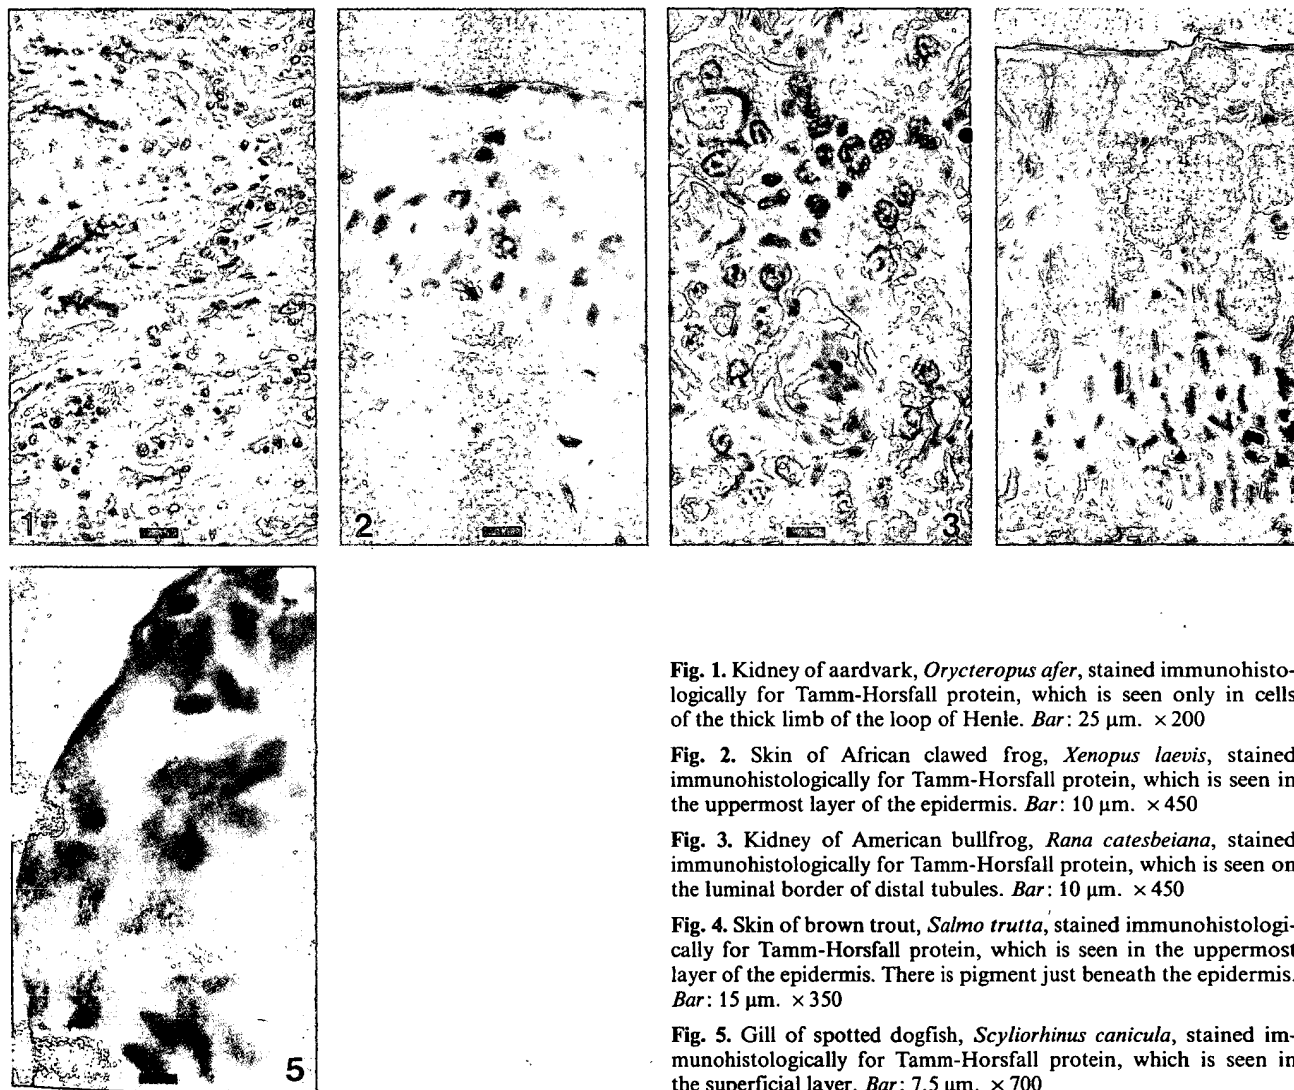 1
2
3
5
Fig. 1. Kidney of aardvark, Orycteropus afer, stained immunohisto-
logically for Tamm-Horsfall protein, which is seen only in cells
of the thick limb of the loop of Henle. Bar: 25 μm. ×200
Fig. 2. Skin of African clawed frog, Xenopus laevis, stained
immunohistologically for Tamm-Horsfall protein, which is seen in
the uppermost layer of the epidermis. Bar: 10 μm. ×450
Fig. 3. Kidney of American bullfrog, Rana catesbeiana, stained
immunohistologically for Tamm-Horsfall protein, which is seen on
the luminal border of distal tubules. Bar: 10 μm. ×450
Fig. 4. Skin of brown trout, Salmo trutta, stained immunohistologi-
cally for Tamm-Horsfall protein, which is seen in the uppermost
layer of the epidermis. There is pigment just beneath the epidermis.
Bar: 15 μm. ×350
Fig. 5. Gill of spotted dogfish, Scyliorhinus canicula, stained im-
munohistologically for Tamm-Horsfall protein, which is seen in
the superficial layer. Bar: 7.5 μm. ×700